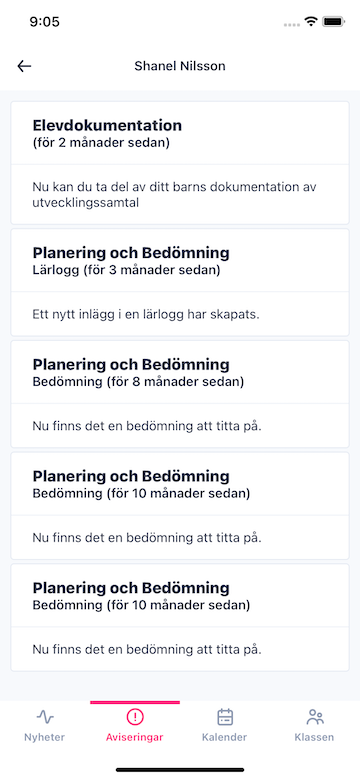 9:05
Shanel Nilsson
Elevdokumentation
(för 2 månader sedan)
Nu kan du ta del av ditt barns dokumentation av
utvecklingssamtal
Planering och Bedömning
Lärlogg (för 3 månader sedan)
Ett nytt inlägg i en lärlogg har skapats.
Planering och Bedömning
Bedömning (för 8 månader sedan)
Nu finns det en bedömning att titta på.
Planering och Bedömning
Bedömning (för 10 månader sedan)
Nu finns det en bedömning att titta på.
Planering och Bedömning
Bedömning (för 10 månader sedan)
Nu finns det en bedömning att titta på.
Nyheter
Aviseringar
Kalender
Klassen